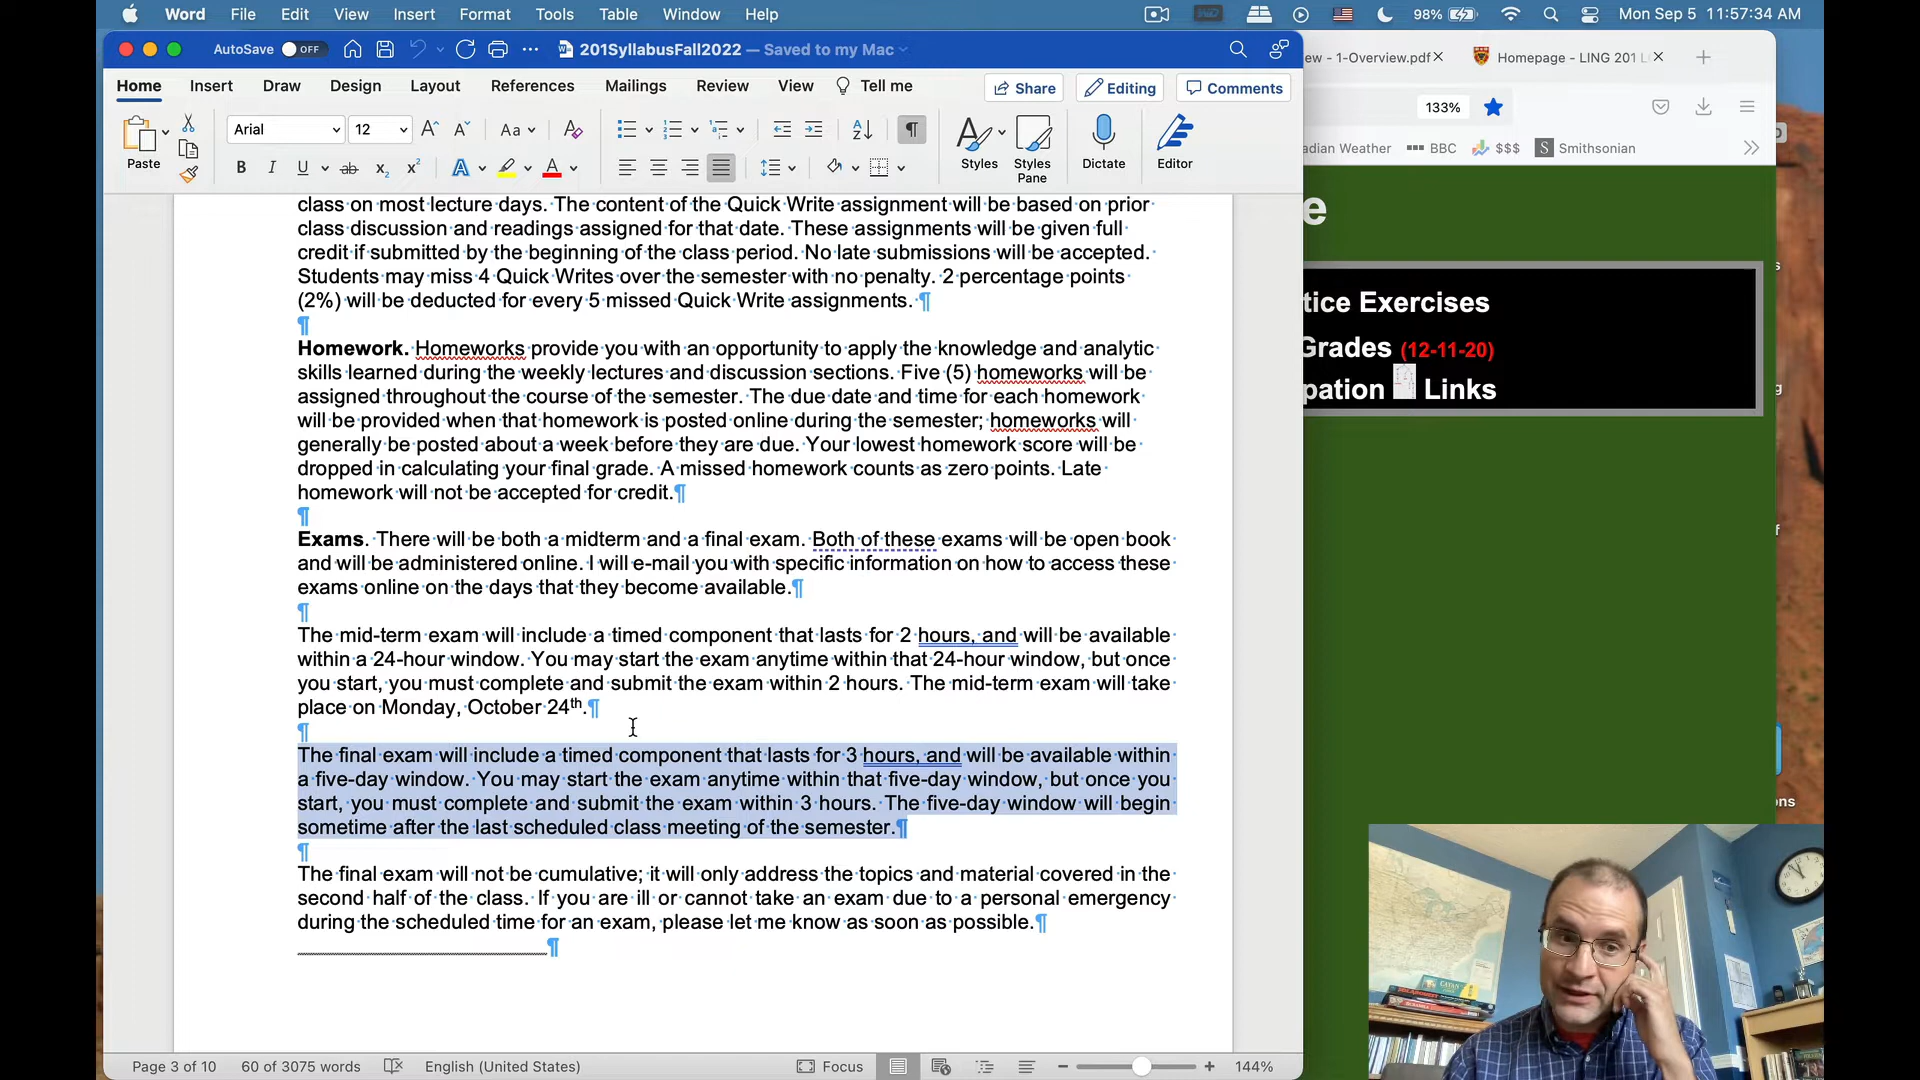 Word File Edit View Insert Format Tools Table Window Help
98% Mon Sep 5 11:57:34 AM
AutoSave OFF 201SyllabusFall2022 — Saved to my Mac
Home Insert Draw Design Layout References Mailings Review View Tell me Share Editing Comments
Paste Arial 12 Aa Styles Styles Pane Dictate Editor
class on most lecture days. The content of the Quick Write assignment will be based on prior
class discussion and readings assigned for that date. These assignments will be given full
credit if submitted by the beginning of the class period. No late submissions will be accepted.
Students may miss 4 Quick Writes over the semester with no penalty. 2 percentage points
(2%) will be deducted for every 5 missed Quick Write assignments. ¶
¶
Homework. Homeworks provide you with an opportunity to apply the knowledge and analytic
skills learned during the weekly lectures and discussion sections. Five (5) homeworks will be
assigned throughout the course of the semester. The due date and time for each homework
will be provided when that homework is posted online during the semester; homeworks will
generally be posted about a week before they are due. Your lowest homework score will be
dropped in calculating your final grade. A missed homework counts as zero points. Late
homework will not be accepted for credit.¶
¶
Exams. There will be both a midterm and a final exam. Both of these exams will be open book
and will be administered online. I will e-mail you with specific information on how to access these
exams online on the days that they become available.¶
¶
The mid-term exam will include a timed component that lasts for 2 hours, and will be available
within a 24-hour window. You may start the exam anytime within that 24-hour window, but once
you start, you must complete and submit the exam within 2 hours. The mid-term exam will take
place on Monday, October 24th.¶
¶
The final exam will include a timed component that lasts for 3 hours, and will be available within
a five-day window. You may start the exam anytime within that five-day window, but once you
start, you must complete and submit the exam within 3 hours. The five-day window will begin
sometime after the last scheduled class meeting of the semester.¶
¶
The final exam will not be cumulative; it will only address the topics and material covered in the
second half of the class. If you are ill or cannot take an exam due to a personal emergency
during the scheduled time for an exam, please let me know as soon as possible.¶
¶
Page 3 of 10 60 of 3075 words English (United States) Focus 144%
ew - 1-Overview.pdf Homepage - LING 201 L
133%
adian Weather BBC $$$ S Smithsonian
e
tice Exercises
Grades (12-11-20)
pation Links
ons
CATAN